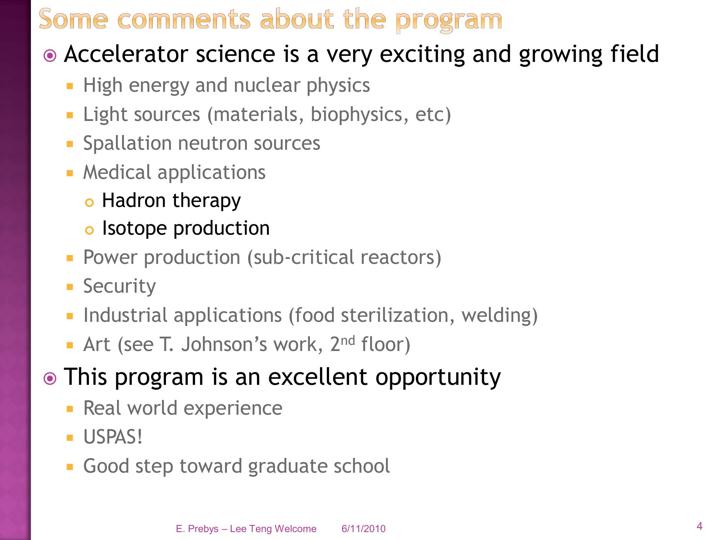 Some comments about the program
Accelerator science is a very exciting and growing field
High energy and nuclear physics
Light sources (materials, biophysics, etc)
Spallation neutron sources
Medical applications
Hadron therapy
Isotope production
Power production (sub-critical reactors)
Security
Industrial applications (food sterilization, welding)
Art (see T. Johnson’s work, 2nd floor)
This program is an excellent opportunity
Real world experience
USPAS!
Good step toward graduate school
E. Prebys – Lee Teng Welcome 6/11/2010 4